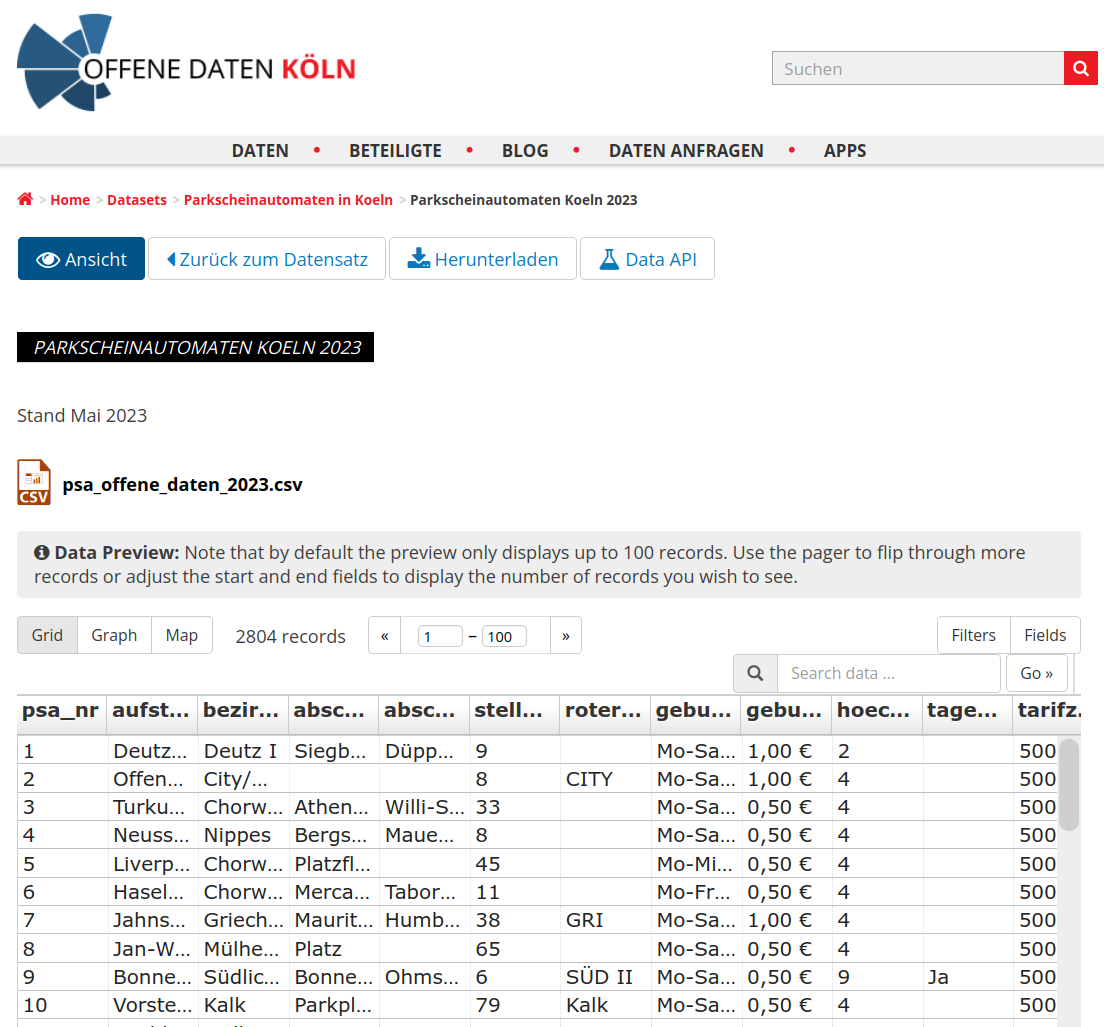 OFFENE DATEN KÖLN
Suchen
DATEN • BETEILIGTE • BLOG • DATEN ANFRAGEN • APPS
> Home > Datasets > Parkscheinautomaten in Koeln > Parkscheinautomaten Koeln 2023
Ansicht Zurück zum Datensatz Herunterladen Data API
PARKSCHEINAUTOMATEN KOELN 2023
Stand Mai 2023
CSV psa_offene_daten_2023.csv
Data Preview: Note that by default the preview only displays up to 100 records. Use the pager to flip through more
records or adjust the start and end fields to display the number of records you wish to see.
Grid Graph Map 2804 records « 1 – 100 » Filters Fields
Search data ... Go »
psa_nr aufst... bezir... absc... absc... stell... roter... gebu... gebu... hoec... tage... tarifz.
1 Deutz... Deutz I Siegb... Düpp... 9 Mo-Sa... 1,00 € 2 500
2 Offen... City/... 8 CITY Mo-Sa... 1,00 € 4 500
3 Turku... Chorw... Athen... Willi-S... 33 Mo-Sa... 0,50 € 4 500
4 Neuss... Nippes Bergs... Maue... 8 Mo-Sa... 0,50 € 4 500
5 Liverp... Chorw... Platzfl... 45 Mo-Mi... 0,50 € 4 500
6 Hasel... Chorw... Merca... Tabor... 11 Mo-Fr... 0,50 € 4 500
7 Jahns... Griech... Maurit... Humb... 38 GRI Mo-Sa... 1,00 € 4 500
8 Jan-W... Mülhe... Platz 65 Mo-Sa... 0,50 € 4 500
9 Bonne... Südlic... Bonne... Ohms... 6 SÜD II Mo-Sa... 0,50 € 9 Ja 500
10 Vorste... Kalk Parkpl... 79 Kalk Mo-Sa... 0,50 € 4 500